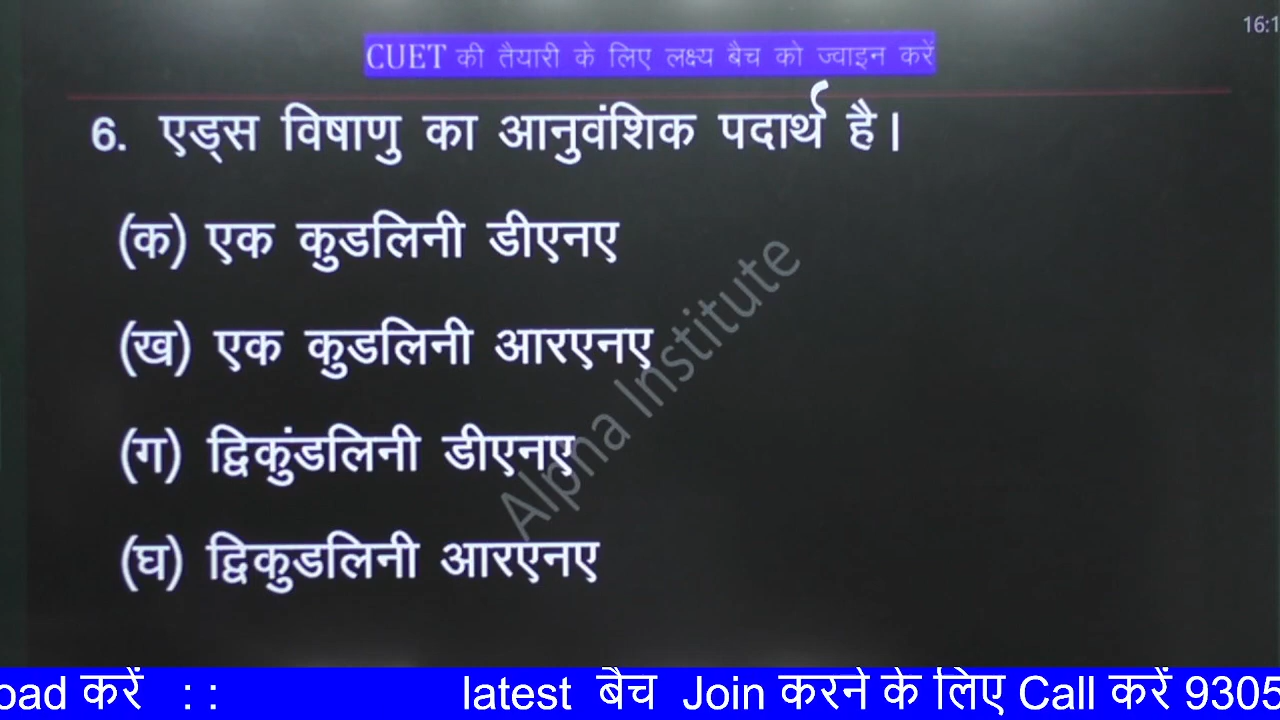 16:1
CUET की तैयारी के लिए लक्ष्य बैच को ज्वाइन करें
6. एड्स विषाणु का आनुवंशिक पदार्थ है।
(क) एक कुडलिनी डीएनए
(ख) एक कुडलिनी आरएनए
(ग) द्विकुंडलिनी डीएनए
(घ) द्विकुडलिनी आरएनए
Alpha Institute
oad करें : : latest बैच Join करने के लिए Call करें 9305